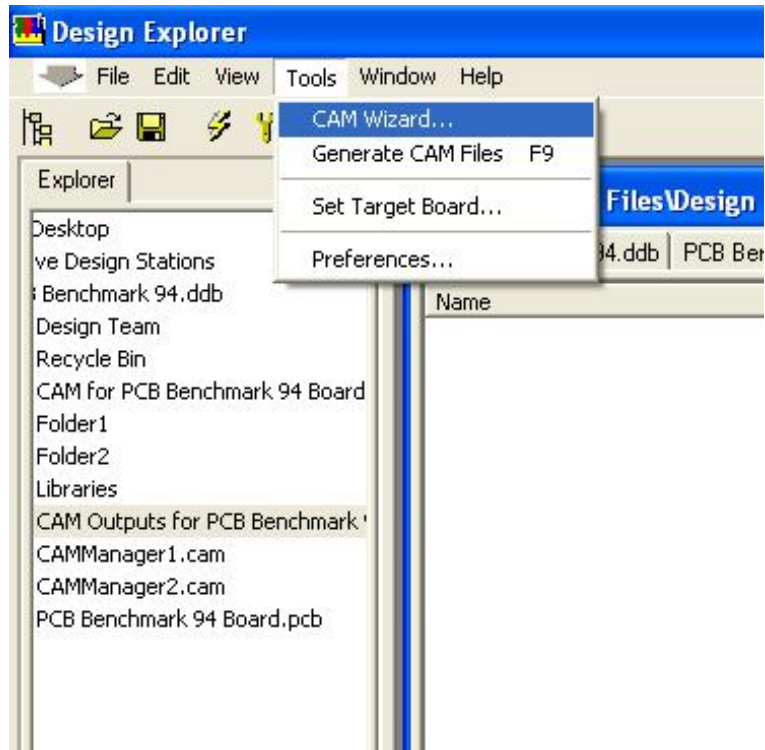 Design Explorer
File Edit View Tools Window Help
CAM Wizard...
Generate CAM Files F9
Set Target Board...
Preferences...
Explorer
Desktop
ve Design Stations
Benchmark 94.ddb
Design Team
Recycle Bin
CAM for PCB Benchmark 94 Board
Folder1
Folder2
Libraries
CAM Outputs for PCB Benchmark
CAMManager1.cam
CAMManager2.cam
PCB Benchmark 94 Board.pcb
Files\Design
94.ddb PCB Ber
Name